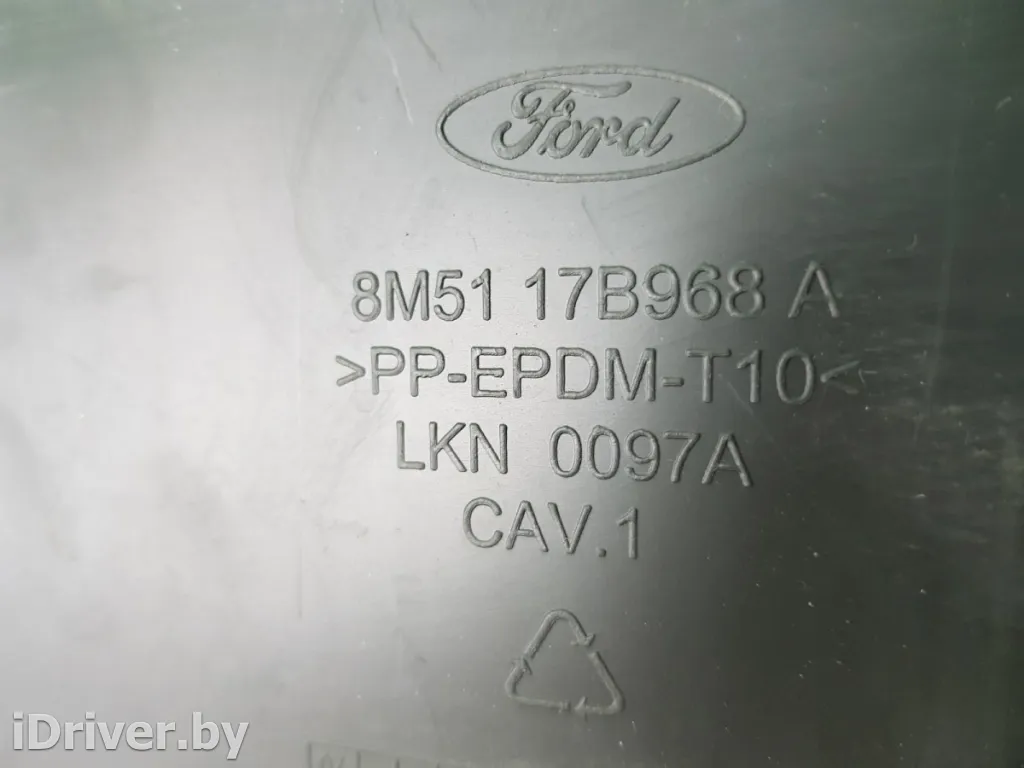 Ford
8M51 17B968 A
>PP-EPDM-T10<
LKN 0097A
CAV.1
iDriver.by